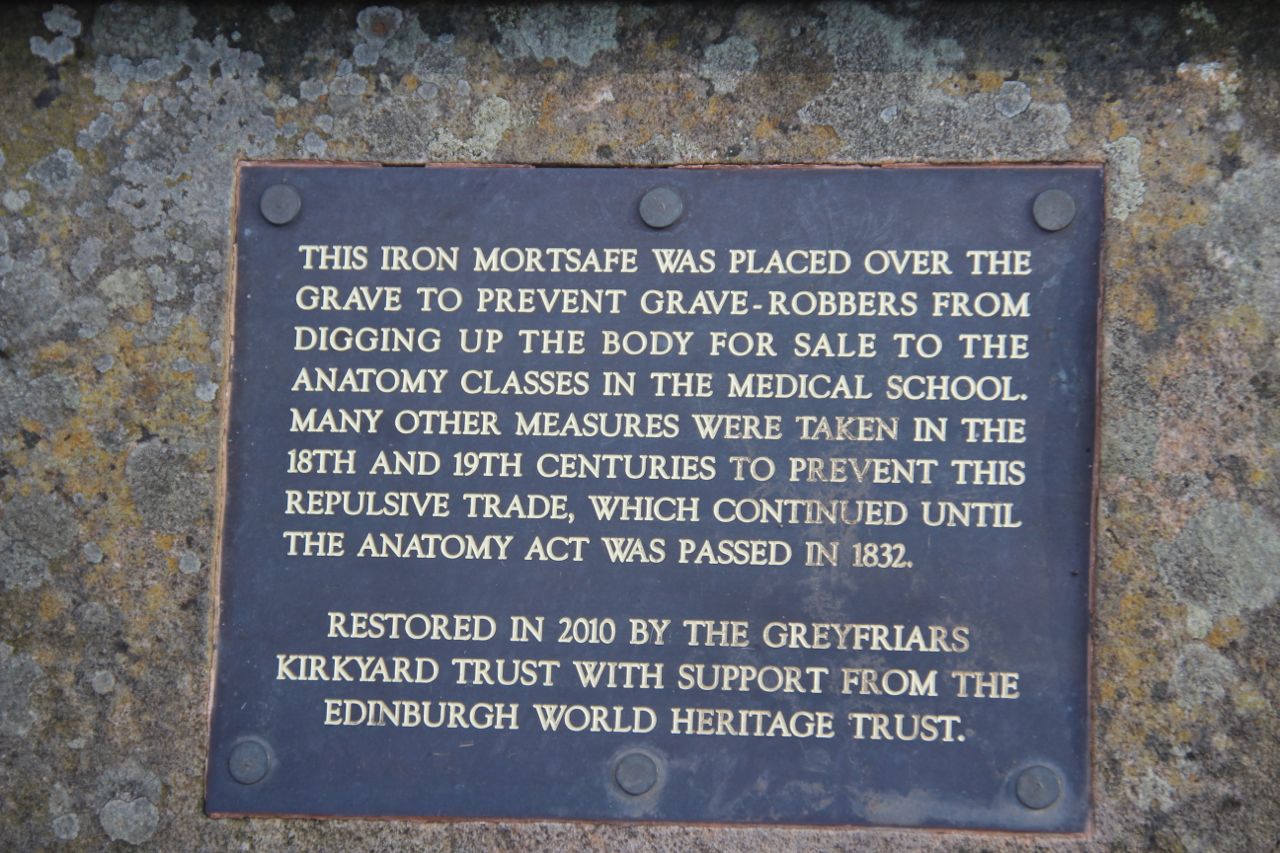 THIS IRON MORTSAFE WAS PLACED OVER THE
GRAVE TO PREVENT GRAVE-ROBBERS FROM
DIGGING UP THE BODY FOR SALE TO THE
ANATOMY CLASSES IN THE MEDICAL SCHOOL.
MANY OTHER MEASURES WERE TAKEN IN THE
18TH AND 19TH CENTURIES TO PREVENT THIS
REPULSIVE TRADE, WHICH CONTINUED UNTIL
THE ANATOMY ACT WAS PASSED IN 1832.
RESTORED IN 2010 BY THE GREYFRIARS
KIRKYARD TRUST WITH SUPPORT FROM THE
EDINBURGH WORLD HERITAGE TRUST.